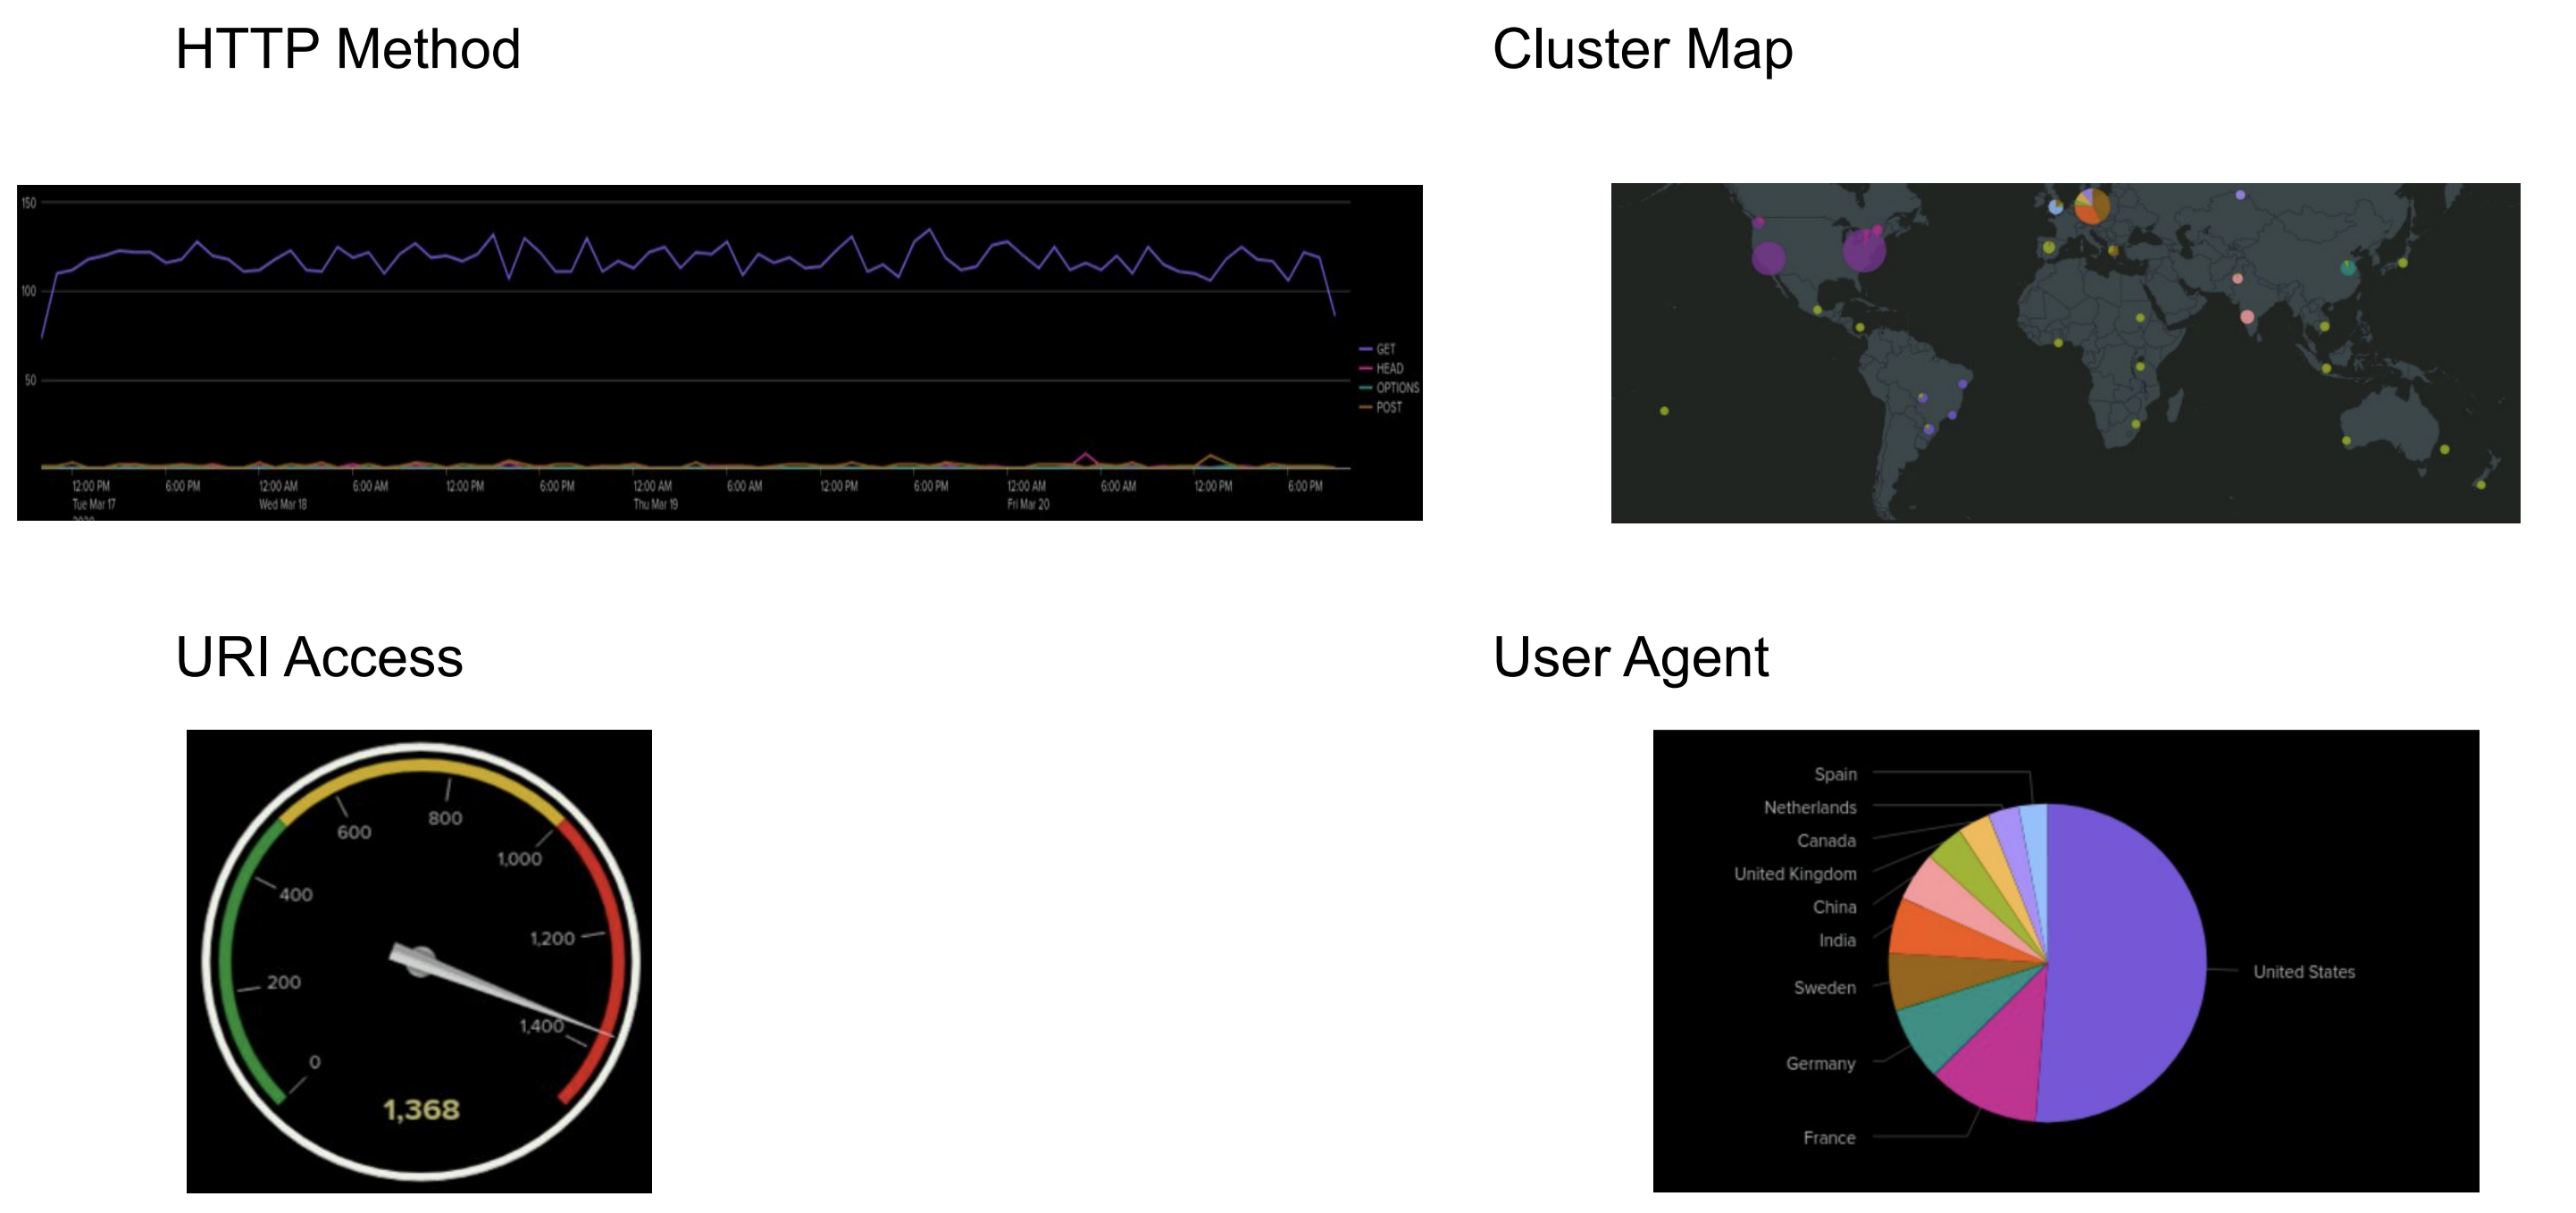 HTTP Method
Cluster Map
150
100
50
GET
HEAD
OPTIONS
POST
12:00 PM 6:00 PM 12:00 AM 6:00 AM 12:00 PM 6:00 PM 12:00 AM 6:00 AM 12:00 PM 6:00 PM 12:00 AM 6:00 AM 12:00 PM 6:00 PM
Tue Mar 17 Wed Mar 18 Thu Mar 19 Fri Mar 20
URI Access
User Agent
0
200
400
600
800
1,000
1,200
1,400
1,368
Spain
Netherlands
Canada
United Kingdom
China
India
Sweden
Germany
France
United States